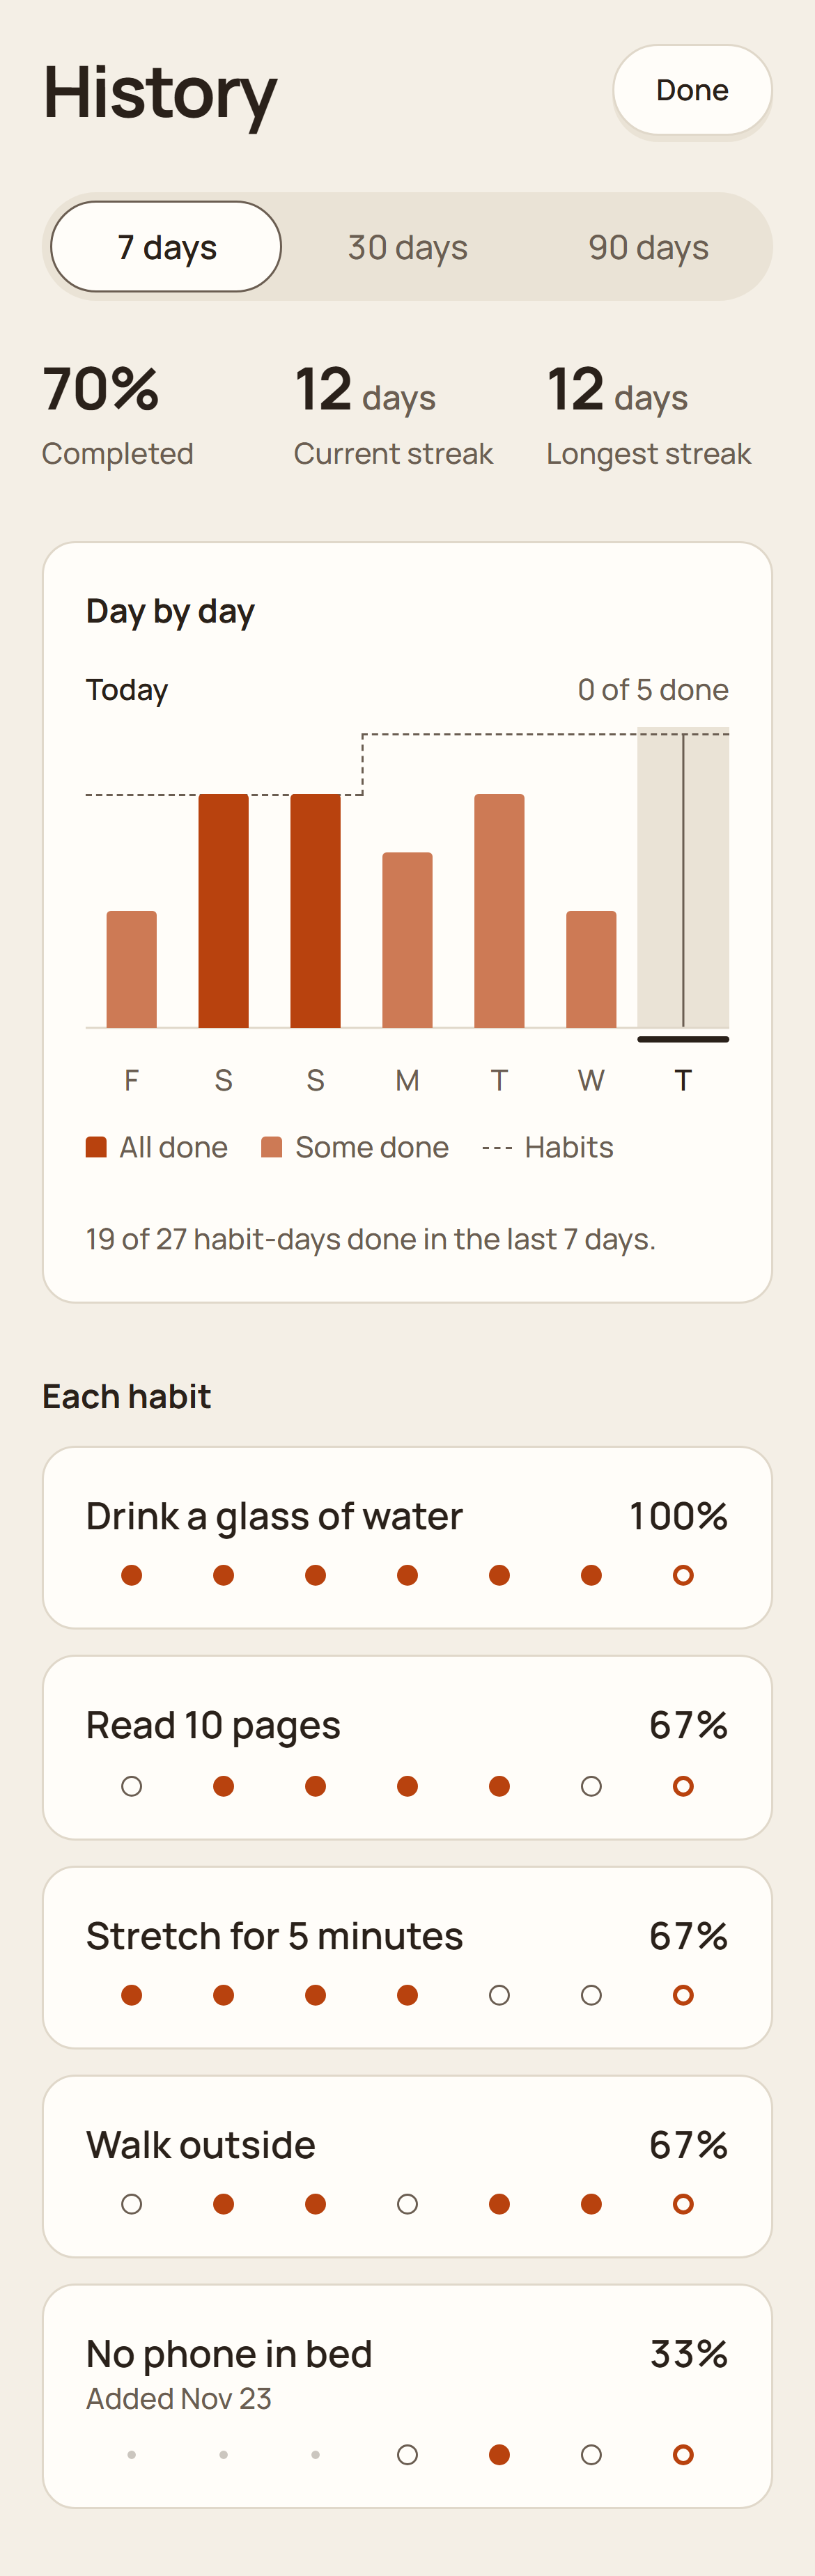 History
Done
7 days
30 days
90 days
70%
12 days
12 days
Completed
Current streak
Longest streak
Day by day
Today
0 of 5 done
F
S
S
M
T
W
T
All done
Some done
Habits
19 of 27 habit-days done in the last 7 days.
Each habit
Drink a glass of water
100%
Read 10 pages
67%
Stretch for 5 minutes
67%
Walk outside
67%
No phone in bed
33%
Added Nov 23